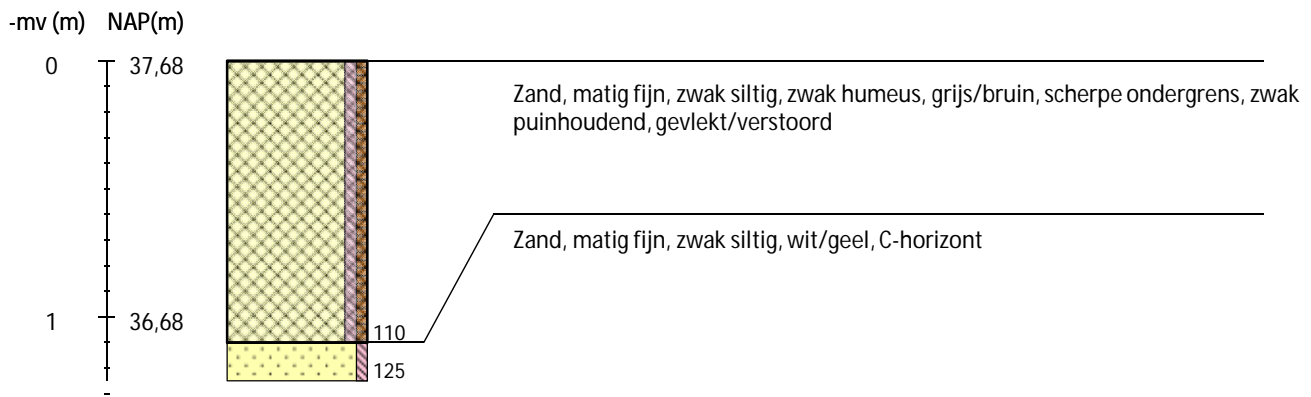 -mv (m) NAP(m)
0 37,68
Zand, matig fijn, zwak siltig, zwak humeus, grijs/bruin, scherpe ondergrens, zwak
puinhoudend, gevlekt/verstoord
Zand, matig fijn, zwak siltig, wit/geel, C-horizont
1 36,68
110
125